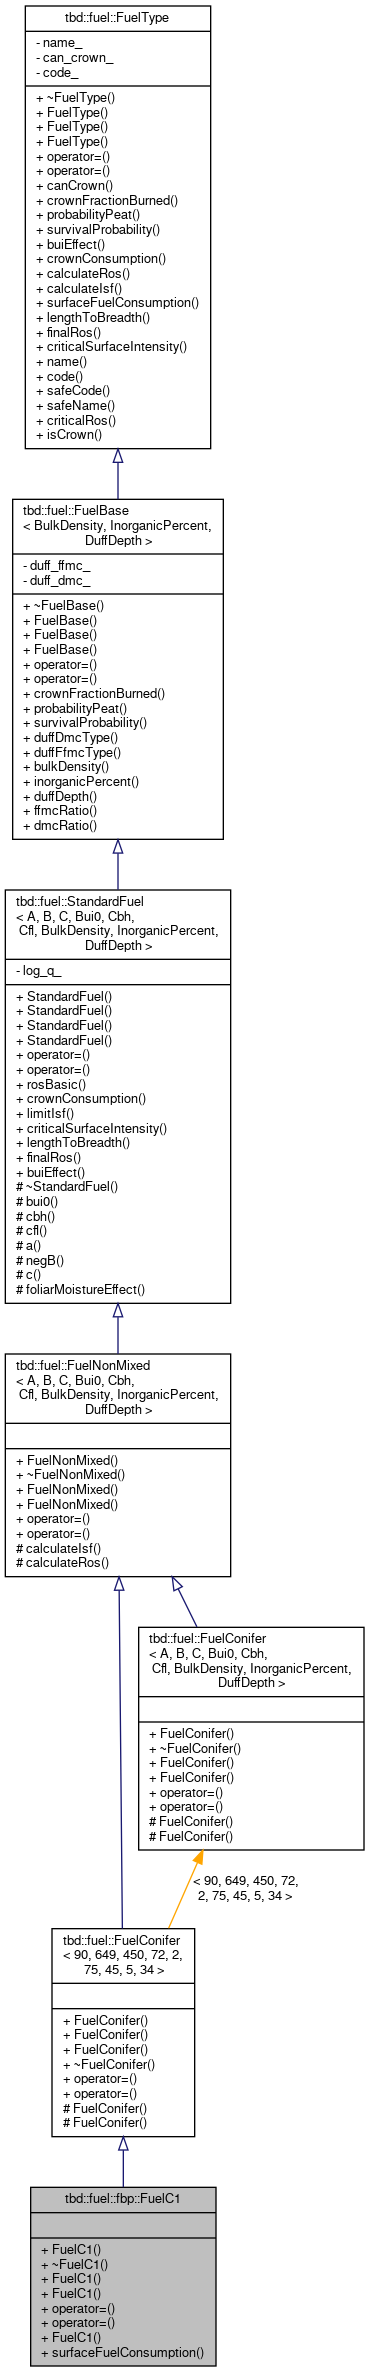 tbd::fuel::FuelType
- name_
- can_crown_
- code_
+ ~FuelType()
+ FuelType()
+ FuelType()
+ FuelType()
+ operator=()
+ operator=()
+ canCrown()
+ crownFractionBurned()
+ probabilityPeat()
+ survivalProbability()
+ buiEffect()
+ crownConsumption()
+ calculateRos()
+ calculateIsf()
+ surfaceFuelConsumption()
+ lengthToBreadth()
+ finalRos()
+ criticalSurfaceIntensity()
+ name()
+ code()
+ safeCode()
+ safeName()
+ criticalRos()
+ isCrown()
tbd::fuel::FuelBase
< BulkDensity, InorganicPercent,
DuffDepth >
- duff_ffmc_
- duff_dmc_
+ ~FuelBase()
+ FuelBase()
+ FuelBase()
+ FuelBase()
+ operator=()
+ operator=()
+ crownFractionBurned()
+ probabilityPeat()
+ survivalProbability()
+ duffDmcType()
+ duffFfmcType()
+ bulkDensity()
+ inorganicPercent()
+ duffDepth()
+ ffmcRatio()
+ dmcRatio()
tbd::fuel::StandardFuel
< A, B, C, Bui0, Cbh,
Cfl, BulkDensity, InorganicPercent,
DuffDepth >
- log_q_
+ StandardFuel()
+ StandardFuel()
+ StandardFuel()
+ StandardFuel()
+ operator=()
+ operator=()
+ rosBasic()
+ crownConsumption()
+ limitIsf()
+ criticalSurfaceIntensity()
+ lengthToBreadth()
+ finalRos()
+ buiEffect()
# ~StandardFuel()
# bui0()
# cbh()
# cfl()
# a()
# negB()
# c()
# foliarMoistureEffect()
tbd::fuel::FuelNonMixed
< A, B, C, Bui0, Cbh,
Cfl, BulkDensity, InorganicPercent,
DuffDepth >
+ FuelNonMixed()
+ ~FuelNonMixed()
+ FuelNonMixed()
+ FuelNonMixed()
+ operator=()
+ operator=()
# calculateIsf()
# calculateRos()
tbd::fuel::FuelConifer
< A, B, C, Bui0, Cbh,
Cfl, BulkDensity, InorganicPercent,
DuffDepth >
+ FuelConifer()
+ ~FuelConifer()
+ FuelConifer()
+ FuelConifer()
+ operator=()
+ operator=()
# FuelConifer()
# FuelConifer()
< 90, 649, 450, 72,
2, 75, 45, 5, 34 >
tbd::fuel::FuelConifer
< 90, 649, 450, 72, 2,
75, 45, 5, 34 >
+ FuelConifer()
+ FuelConifer()
+ FuelConifer()
+ ~FuelConifer()
+ operator=()
+ operator=()
# FuelConifer()
# FuelConifer()
tbd::fuel::fbp::FuelC1
+ FuelC1()
+ ~FuelC1()
+ FuelC1()
+ FuelC1()
+ operator=()
+ operator=()
+ FuelC1()
+ surfaceFuelConsumption()